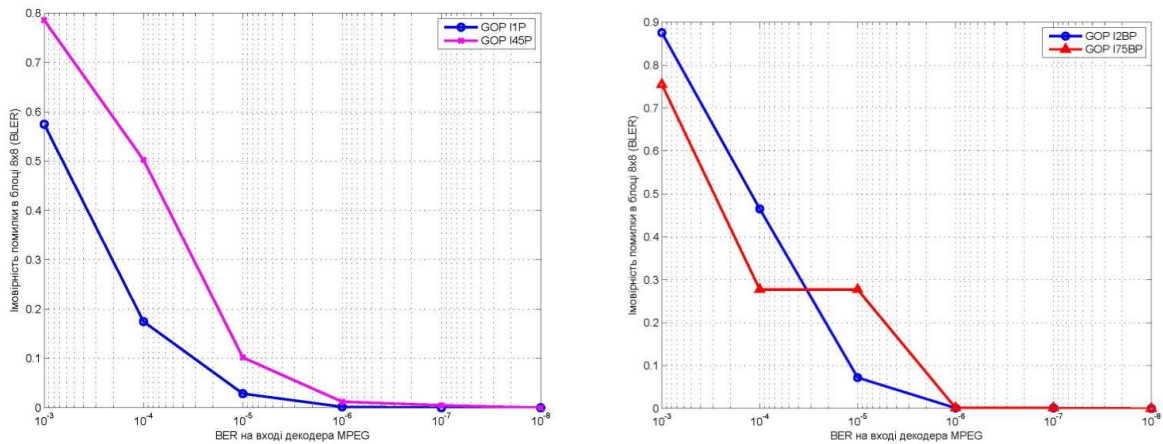 0.8
0.7
0.6
0.5
0.4
0.3
0.2
0.1
0
Імовірність помилки в блоці 8x8 (BLER)
GOP I1P
GOP I45P
10⁻³ 10⁻⁴ 10⁻⁵ 10⁻⁶ 10⁻⁷ 10⁻⁸
BER на вході декодера MPEG
0.9
0.8
0.7
0.6
0.5
0.4
0.3
0.2
0.1
0
Імовірність помилки в блоці 8x8 (BLER)
GOP I2BP
GOP I75BP
10⁻³ 10⁻⁴ 10⁻⁵ 10⁻⁶ 10⁻⁷ 10⁻⁸
BER на вході декодера MPEG